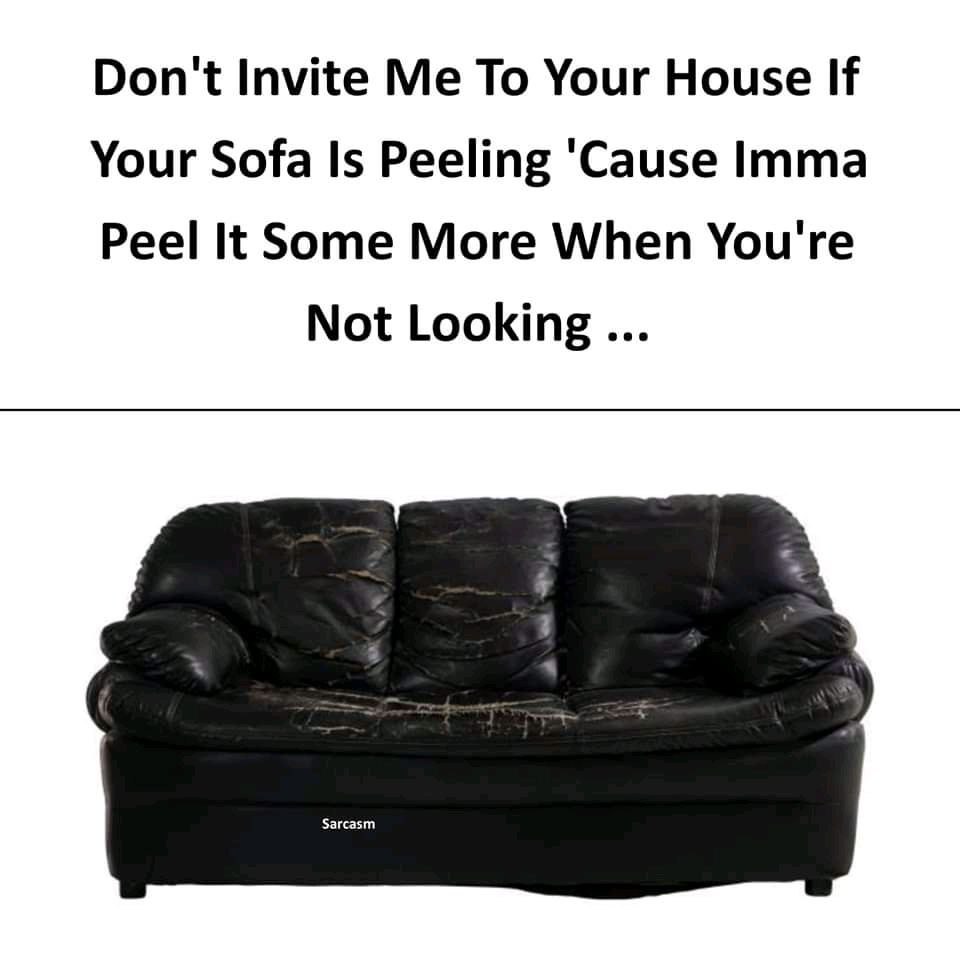 Don't Invite Me To Your House If
Your Sofa Is Peeling 'Cause Imma
Peel It Some More When You're
Not Looking ...
Sarcasm